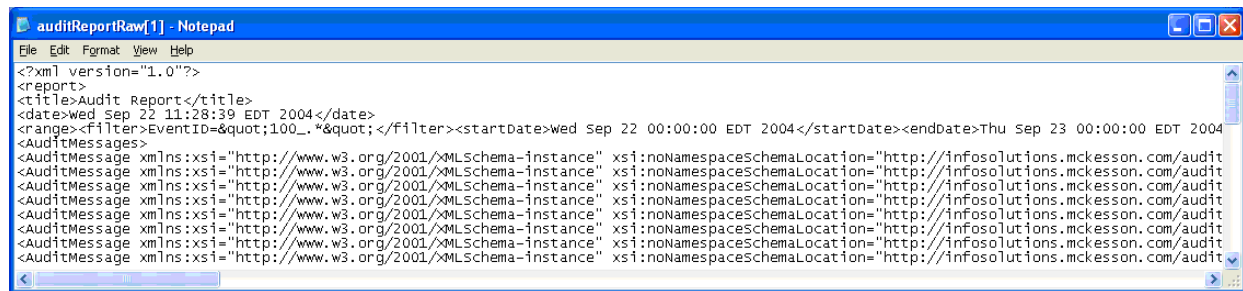 auditReportRaw[1] - Notepad
File Edit Format View Help
<?xml version="1.0"?>
<report>
<title>Audit Report</title>
<date>Wed Sep 22 11:28:39 EDT 2004</date>
<range><filter>EventID=&quot;100_.*&quot;</filter><startDate>Wed Sep 22 00:00:00 EDT 2004</startDate><endDate>Thu Sep 23 00:00:00 EDT 2004
<AuditMessages>
<AuditMessage xmlns:xsi="http://www.w3.org/2001/XMLSchema-instance" xsi:noNamespaceSchemaLocation="http://infosolutions.mckesson.com/audit
<AuditMessage xmlns:xsi="http://www.w3.org/2001/XMLSchema-instance" xsi:noNamespaceSchemaLocation="http://infosolutions.mckesson.com/audit
<AuditMessage xmlns:xsi="http://www.w3.org/2001/XMLSchema-instance" xsi:noNamespaceSchemaLocation="http://infosolutions.mckesson.com/audit
<AuditMessage xmlns:xsi="http://www.w3.org/2001/XMLSchema-instance" xsi:noNamespaceSchemaLocation="http://infosolutions.mckesson.com/audit
<AuditMessage xmlns:xsi="http://www.w3.org/2001/XMLSchema-instance" xsi:noNamespaceSchemaLocation="http://infosolutions.mckesson.com/audit
<AuditMessage xmlns:xsi="http://www.w3.org/2001/XMLSchema-instance" xsi:noNamespaceSchemaLocation="http://infosolutions.mckesson.com/audit
<AuditMessage xmlns:xsi="http://www.w3.org/2001/XMLSchema-instance" xsi:noNamespaceSchemaLocation="http://infosolutions.mckesson.com/audit
<AuditMessage xmlns:xsi="http://www.w3.org/2001/XMLSchema-instance" xsi:noNamespaceSchemaLocation="http://infosolutions.mckesson.com/audit